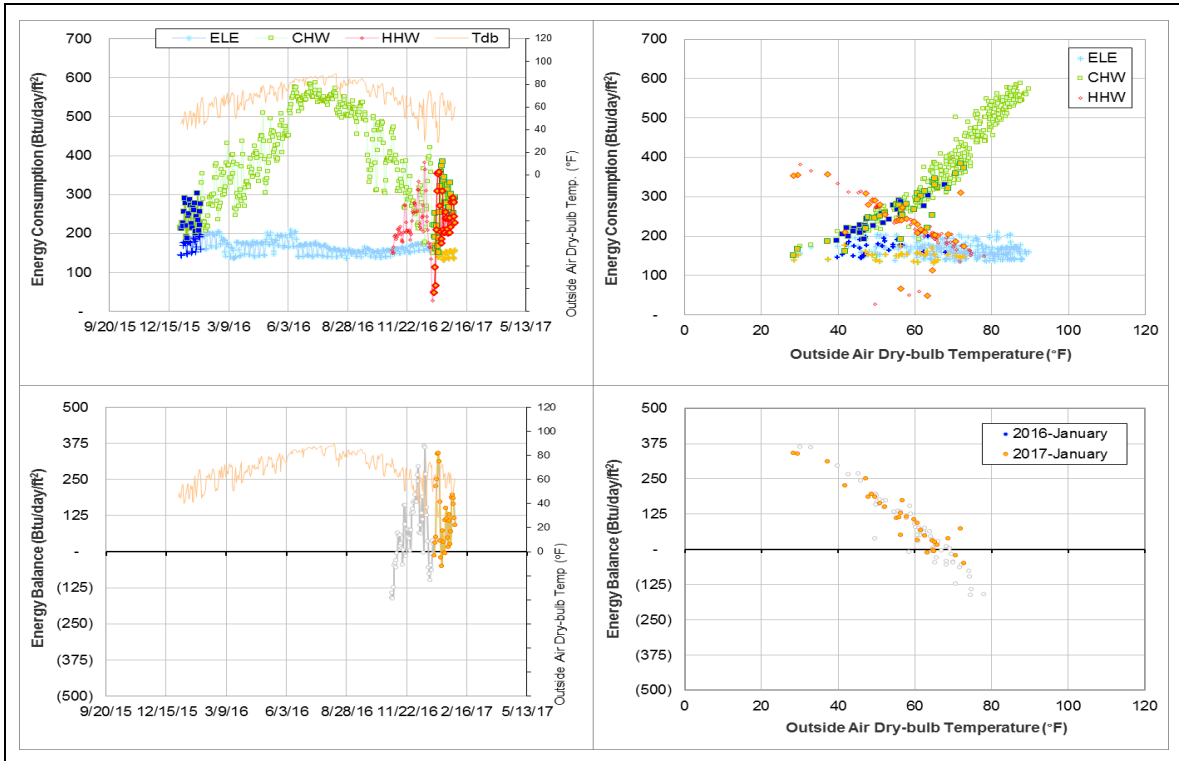 ELE CHW HHW Tdb
Energy Consumption (Btu/day/ft²)
700
600
500
400
300
200
100
-
120
100
80
60
40
20
0
Outside Air Dry-bulb Temp. (°F)
9/20/15 12/15/15 3/9/16 6/3/16 8/28/16 11/22/16 2/16/17 5/13/17
ELE
CHW
HHW
Energy Consumption (Btu/day/ft²)
700
600
500
400
300
200
100
-
0 20 40 60 80 100 120
Outside Air Dry-bulb Temperature (°F)
Energy Balance (Btu/day/ft²)
500
375
250
125
-
(125)
(250)
(375)
(500)
120
100
80
60
40
20
0
Outside Air Dry-bulb Temp (°F)
9/20/15 12/15/15 3/9/16 6/3/16 8/28/16 11/22/16 2/16/17 5/13/17
2016-January
2017-January
Energy Balance (Btu/day/ft²)
500
375
250
125
-
(125)
(250)
(375)
(500)
0 20 40 60 80 100 120
Outside Air Dry-bulb Temperature (°F)